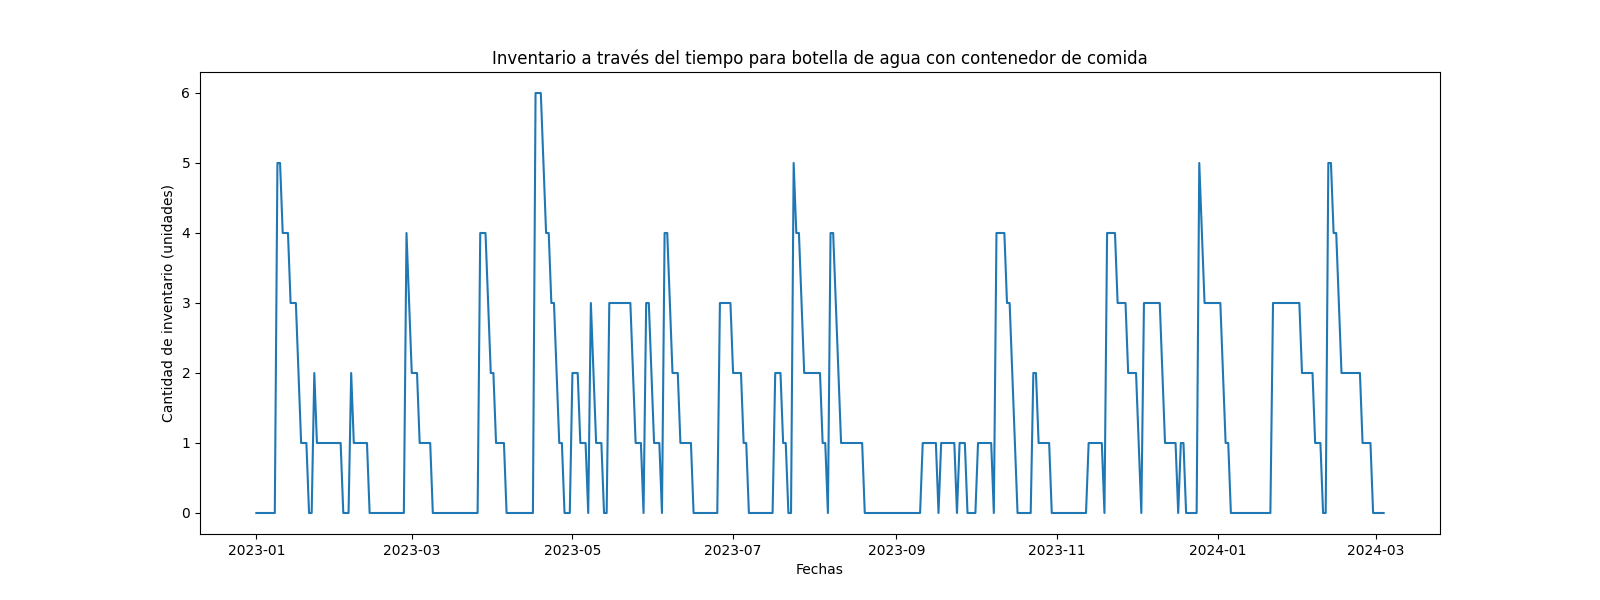 Inventario a través del tiempo para botella de agua con contenedor de comida
Cantidad de inventario (unidades)
6
5
4
3
2
1
0
2023-01 2023-03 2023-05 2023-07 2023-09 2023-11 2024-01 2024-03
Fechas